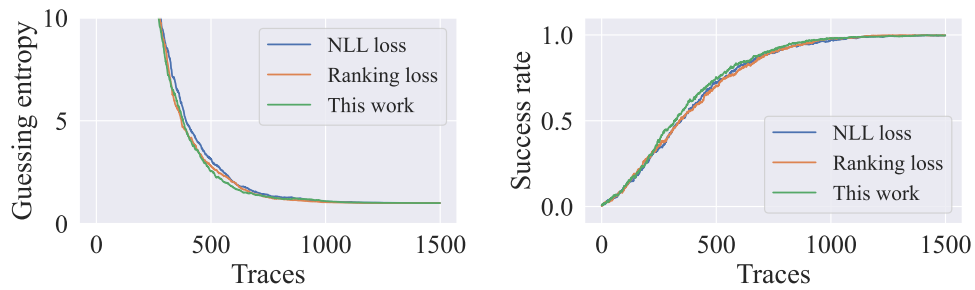 Guessing entropy
10
5
0
NLL loss
Ranking loss
This work
0 500 1000 1500
Traces
Success rate
1.0
0.5
0.0
NLL loss
Ranking loss
This work
0 500 1000 1500
Traces